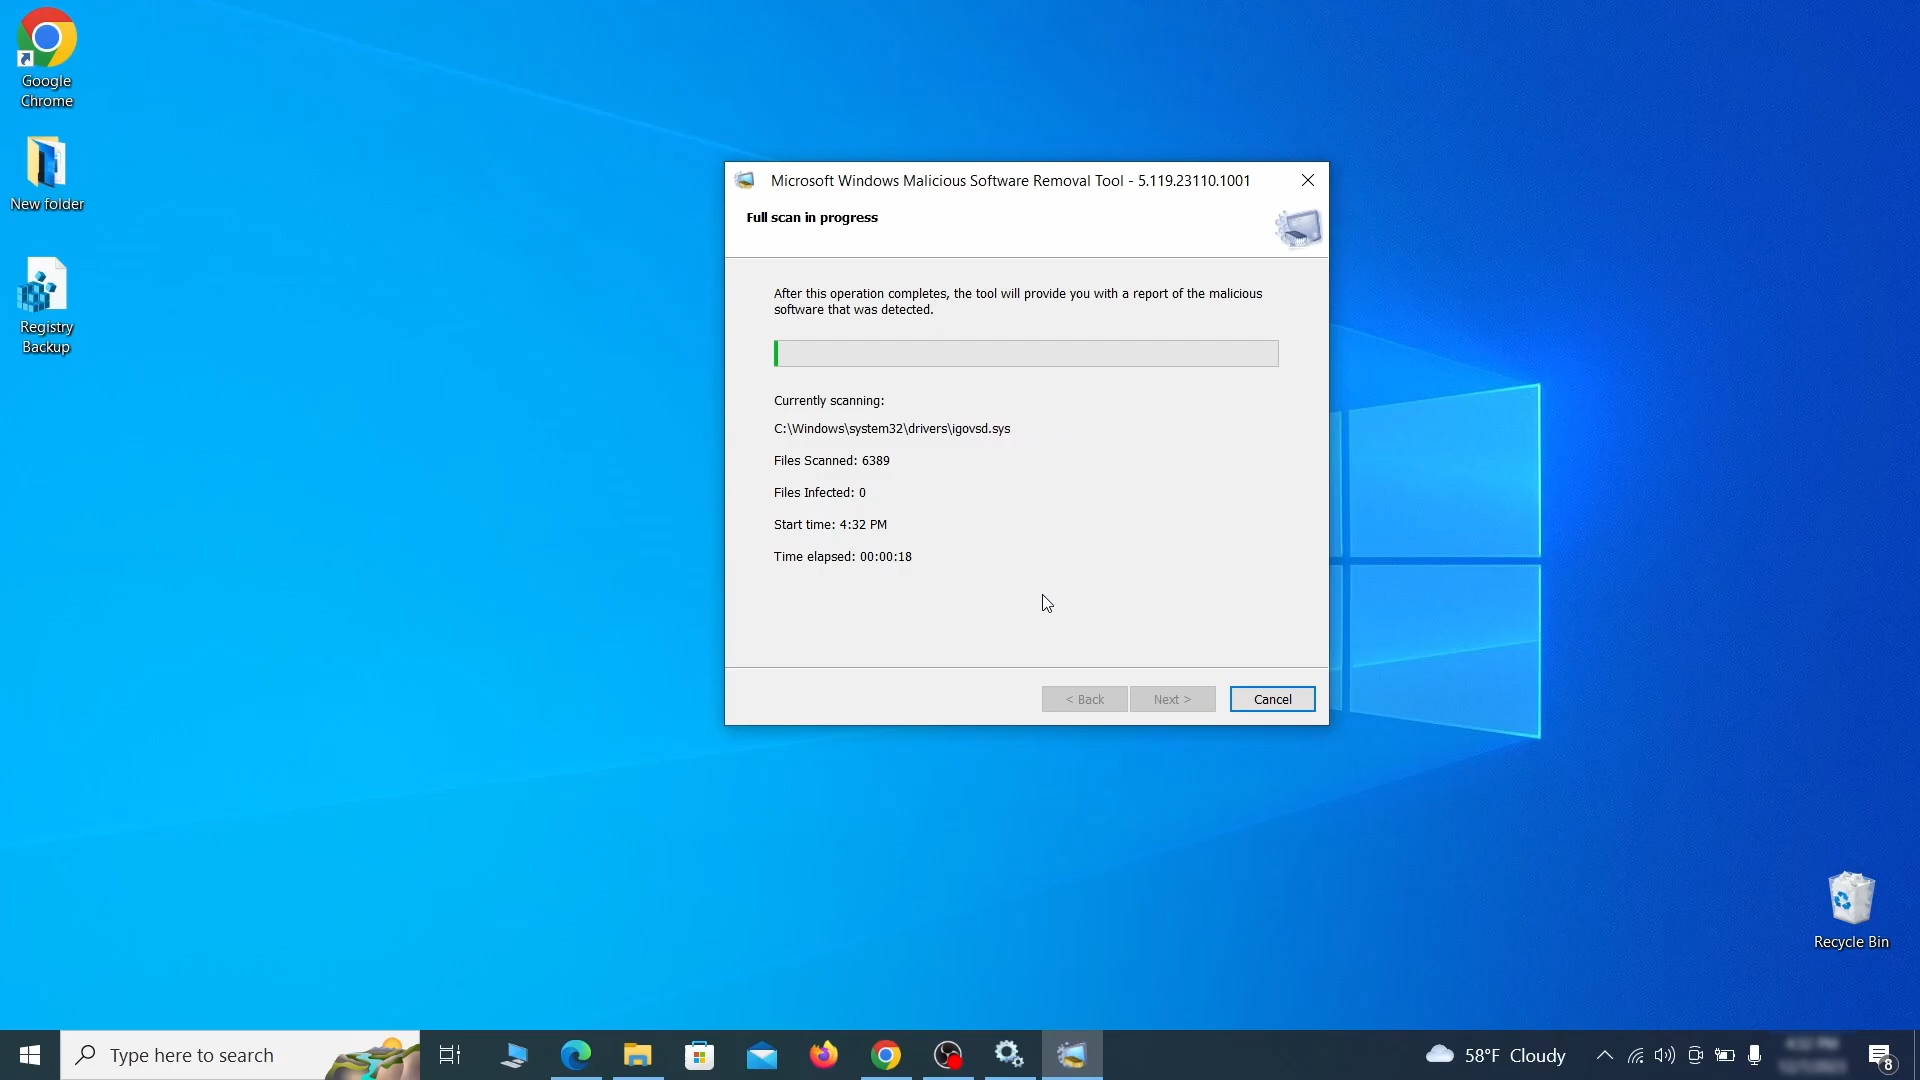 Google
Chrome
New folder
Registry
Backup
Microsoft Windows Malicious Software Removal Tool - 5.119.23110.1001
Full scan in progress
After this operation completes, the tool will provide you with a report of the malicious
software that was detected.
Currently scanning:
C:\Windows\system32\drivers\igovsd.sys
Files Scanned: 6389
Files Infected: 0
Start time: 4:32 PM
Time elapsed: 00:00:18
< Back
Next >
Cancel
Recycle Bin
Type here to search
58°F Cloudy
8